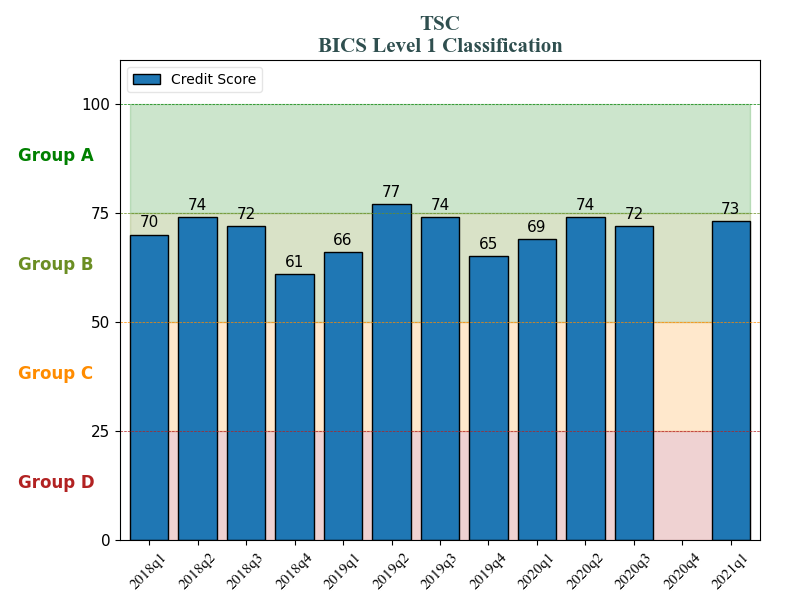 TSC
BICS Level 1 Classification
Credit Score
100
Group A
75
Group B
50
Group C
25
Group D
0
70
74
72
61
66
77
74
65
69
74
72
73
2018q1
2018q2
2018q3
2018q4
2019q1
2019q2
2019q3
2019q4
2020q1
2020q2
2020q3
2020q4
2021q1